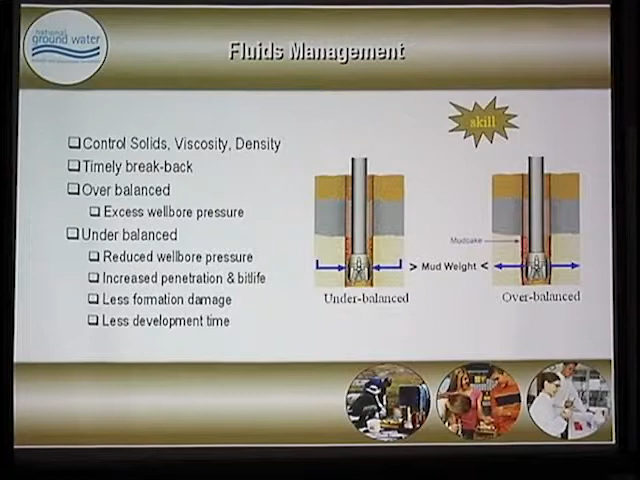 national
ground water
Fluids Management
skill
Control Solids, Viscosity, Density
Timely break-back
Over balanced
Excess wellbore pressure
Under balanced
Reduced wellbore pressure
Increased penetration & bitlife
Less formation damage
Less development time
Mudcake
> Mud Weight <
Under-balanced
Over-balanced